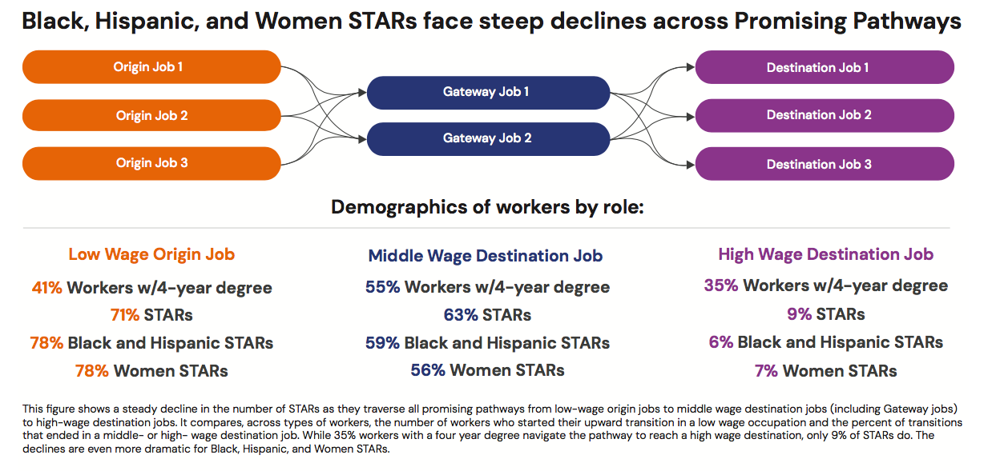 Black, Hispanic, and Women STARs face steep declines across Promising Pathways
Origin Job 1
Origin Job 2
Origin Job 3
Gateway Job 1
Gateway Job 2
Destination Job 1
Destination Job 2
Destination Job 3
Demographics of workers by role:
Low Wage Origin Job
41% Workers w/4-year degree
71% STARs
78% Black and Hispanic STARs
78% Women STARs
Middle Wage Destination Job
55% Workers w/4-year degree
63% STARs
59% Black and Hispanic STARs
56% Women STARs
High Wage Destination Job
35% Workers w/4-year degree
9% STARs
6% Black and Hispanic STARs
7% Women STARs
This figure shows a steady decline in the number of STARs as they traverse all promising pathways from low-wage origin jobs to middle wage destination jobs (including Gateway jobs)
to high-wage destination jobs. It compares, across types of workers, the number of workers who started their upward transition in a low wage occupation and the percent of transitions
that ended in a middle- or high- wage destination job. While 35% workers with a four year degree navigate the pathway to reach a high wage destination, only 9% of STARs do. The
declines are even more dramatic for Black, Hispanic, and Women STARs.